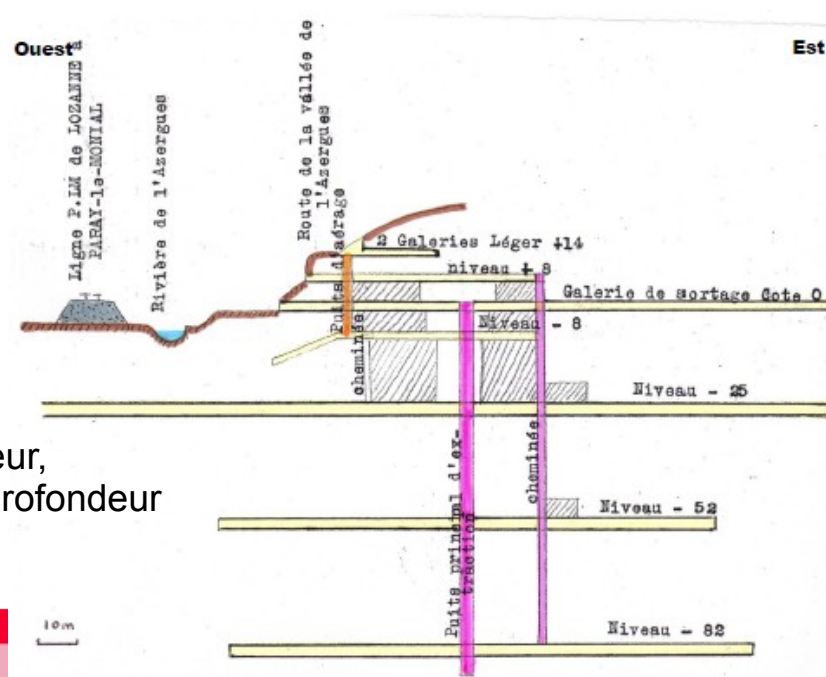 Ouest
Est
Ligne P.LM de LOZANNE à
PARAY-le-MONIAL
Rivière de l'Azergues
Route de la vallée de
l'Azergues
Puits d'aérage
2 Galeries Léger +14
niveau + 8
Galerie de sortage Cote 0
Niveau - 8
cheminée
Niveau - 25
cheminée
eur,
rofondeur
Puits principal d'ex-
traction
Niveau - 52
Niveau - 82
10m